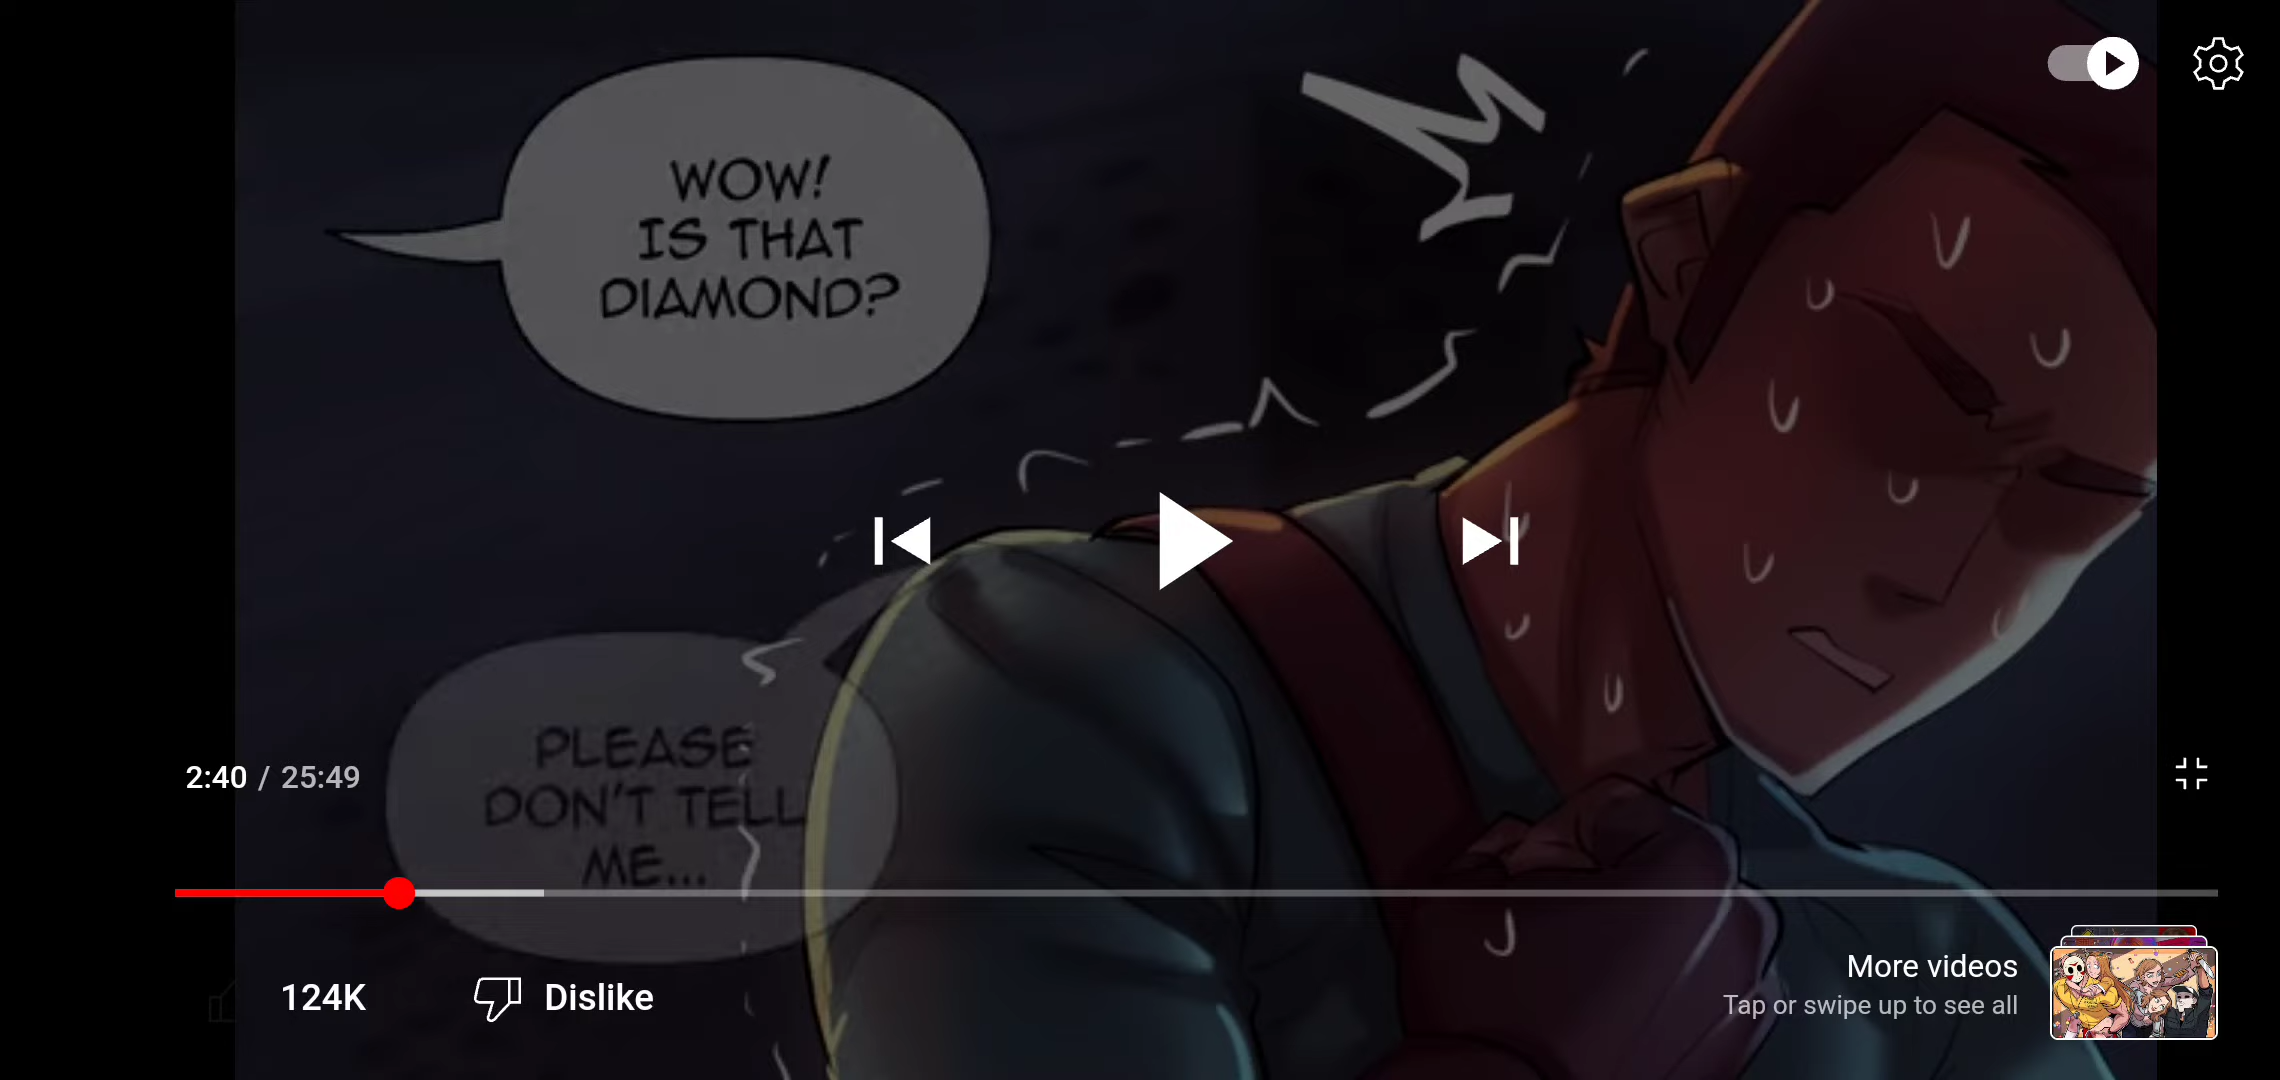 WOW!
IS THAT
DIAMOND?
PLEASE
DON'T TELL
ME...
2:40 / 25:49
124K
Dislike
More videos
Tap or swipe up to see all